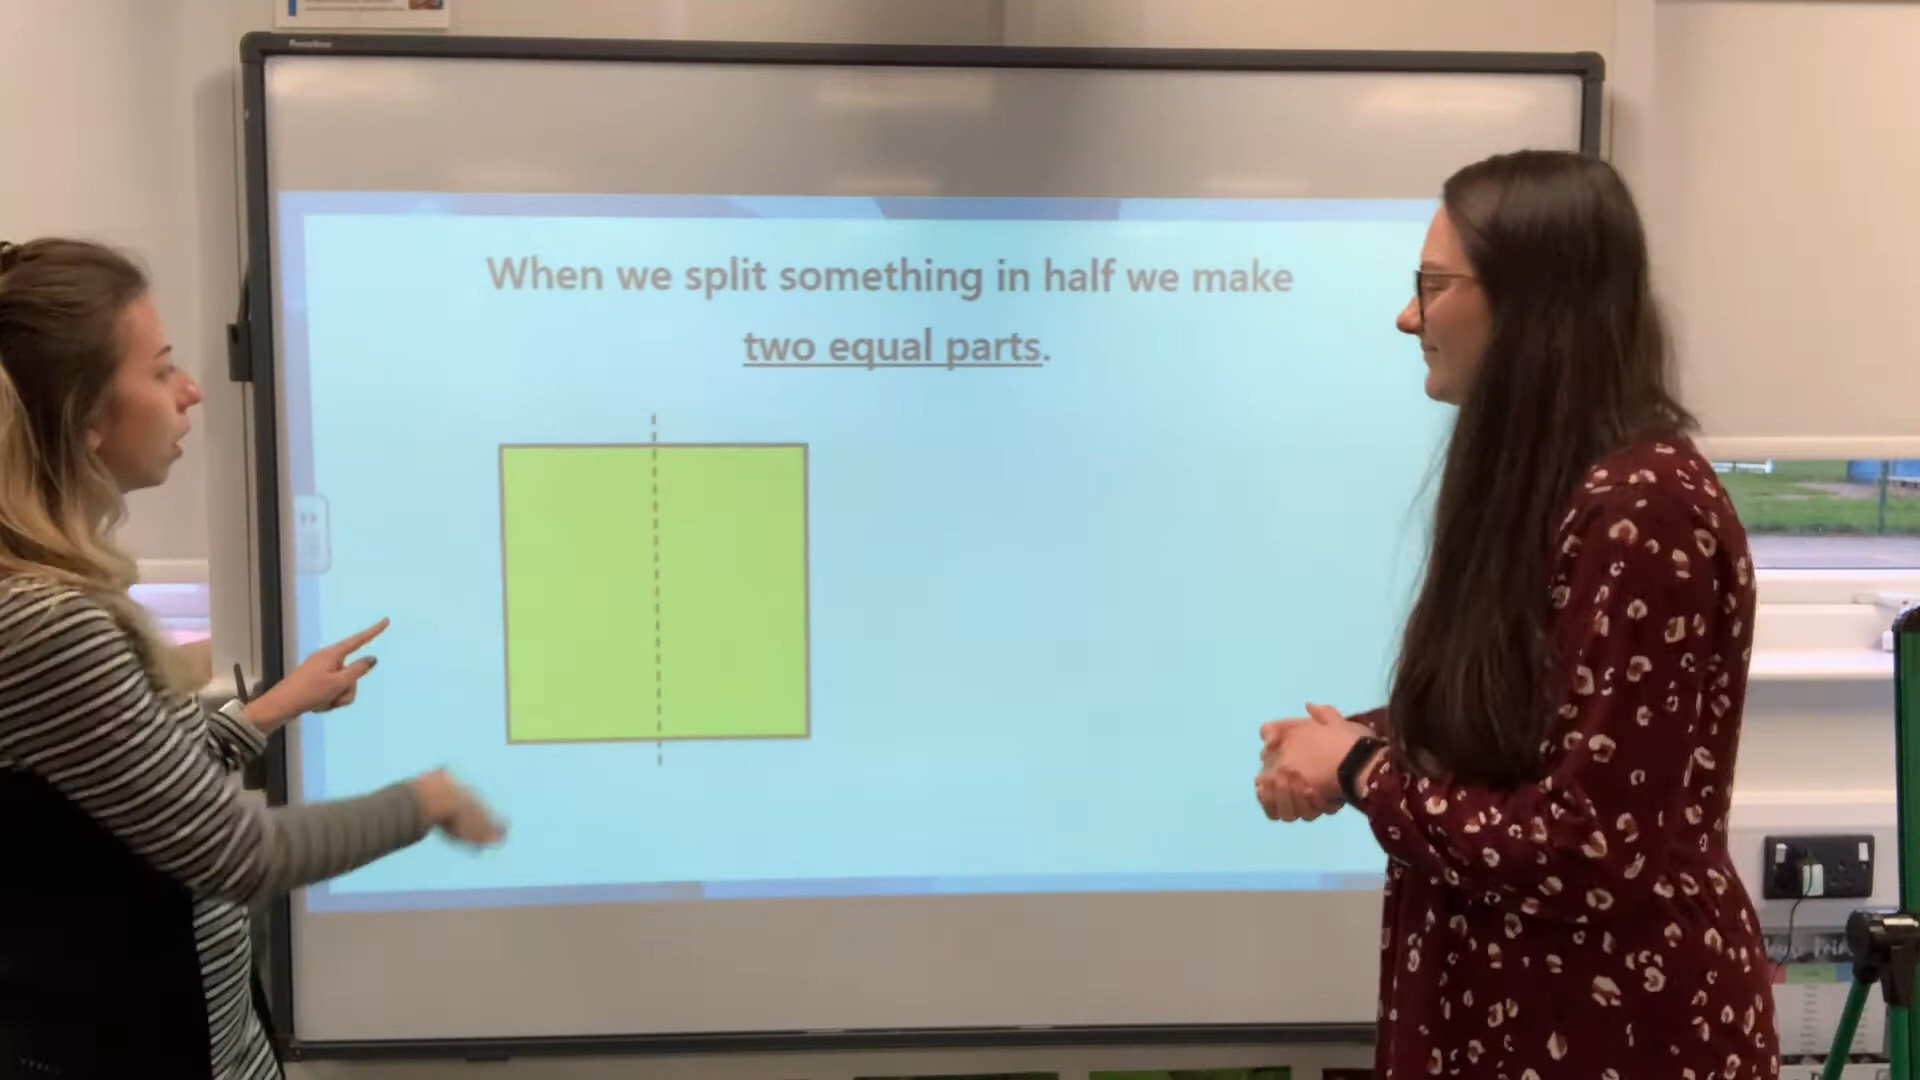 When we split something in half we make
two equal parts.